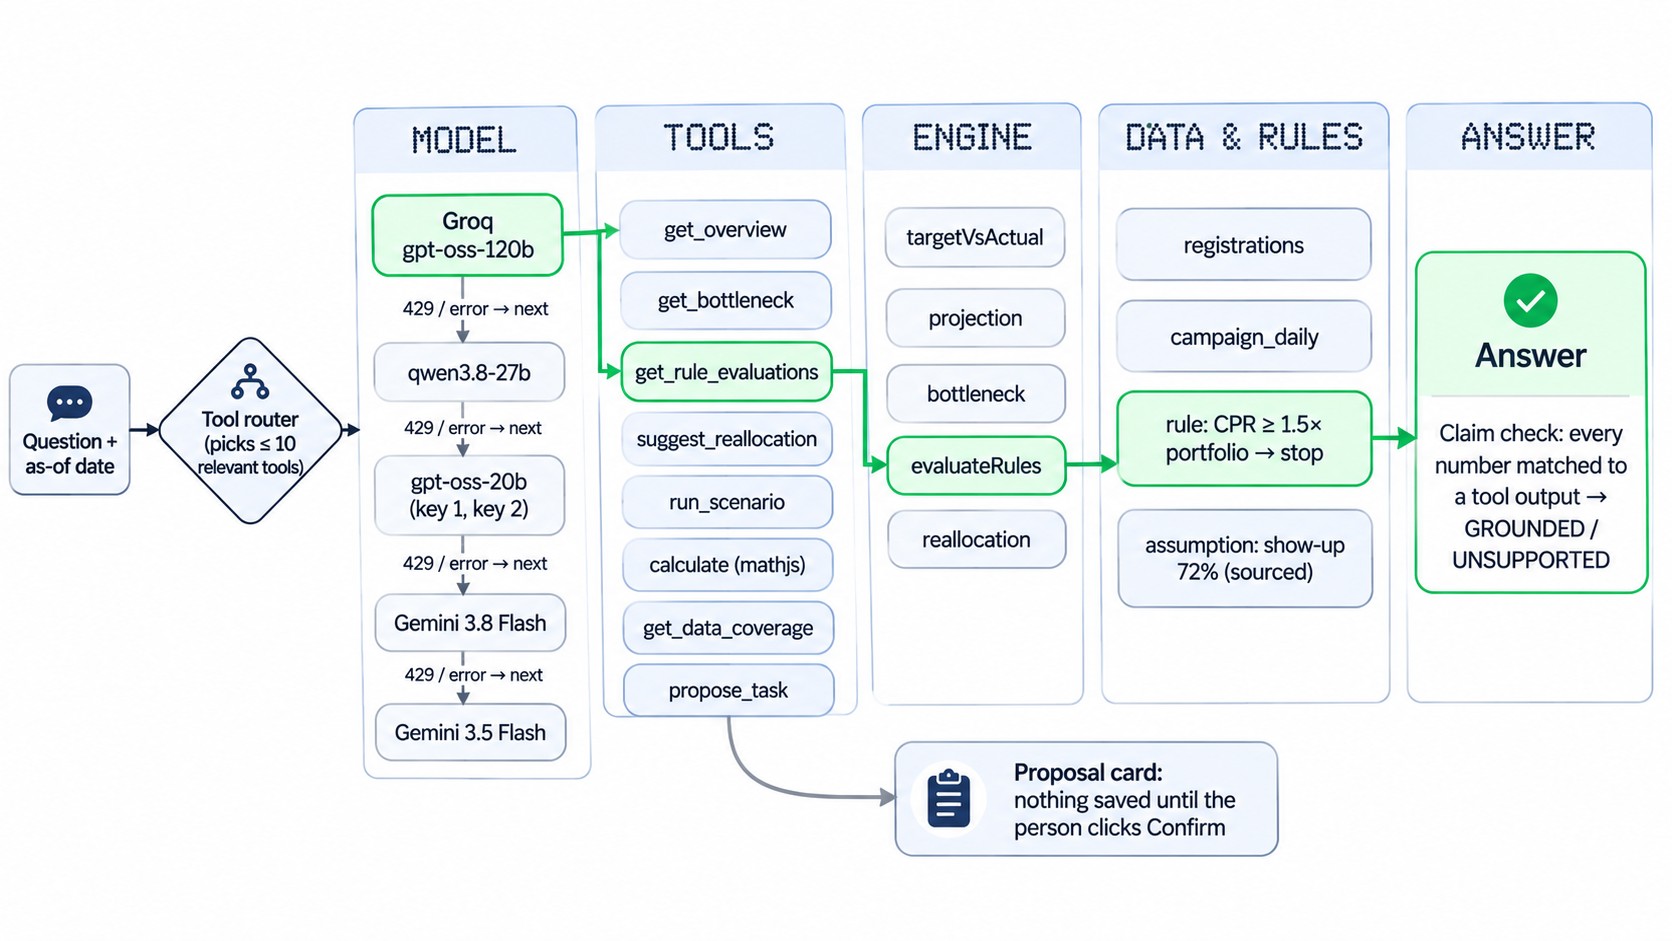 Question +
as-of date
Tool router
(picks ≤ 10
relevant tools)
MODEL
Groq
gpt-oss-120b
429 / error → next
qwen3.8-27b
429 / error → next
gpt-oss-20b
(key 1, key 2)
429 / error → next
Gemini 3.8 Flash
429 / error → next
Gemini 3.5 Flash
TOOLS
get_overview
get_bottleneck
get_rule_evaluations
suggest_reallocation
run_scenario
calculate (mathjs)
get_data_coverage
propose_task
ENGINE
targetVsActual
projection
bottleneck
evaluateRules
reallocation
DATA & RULES
registrations
campaign_daily
rule: CPR ≥ 1.5×
portfolio → stop
assumption: show-up
72% (sourced)
ANSWER
Answer
Claim check: every
number matched to
a tool output →
GROUNDED /
UNSUPPORTED
Proposal card:
nothing saved until the
person clicks Confirm